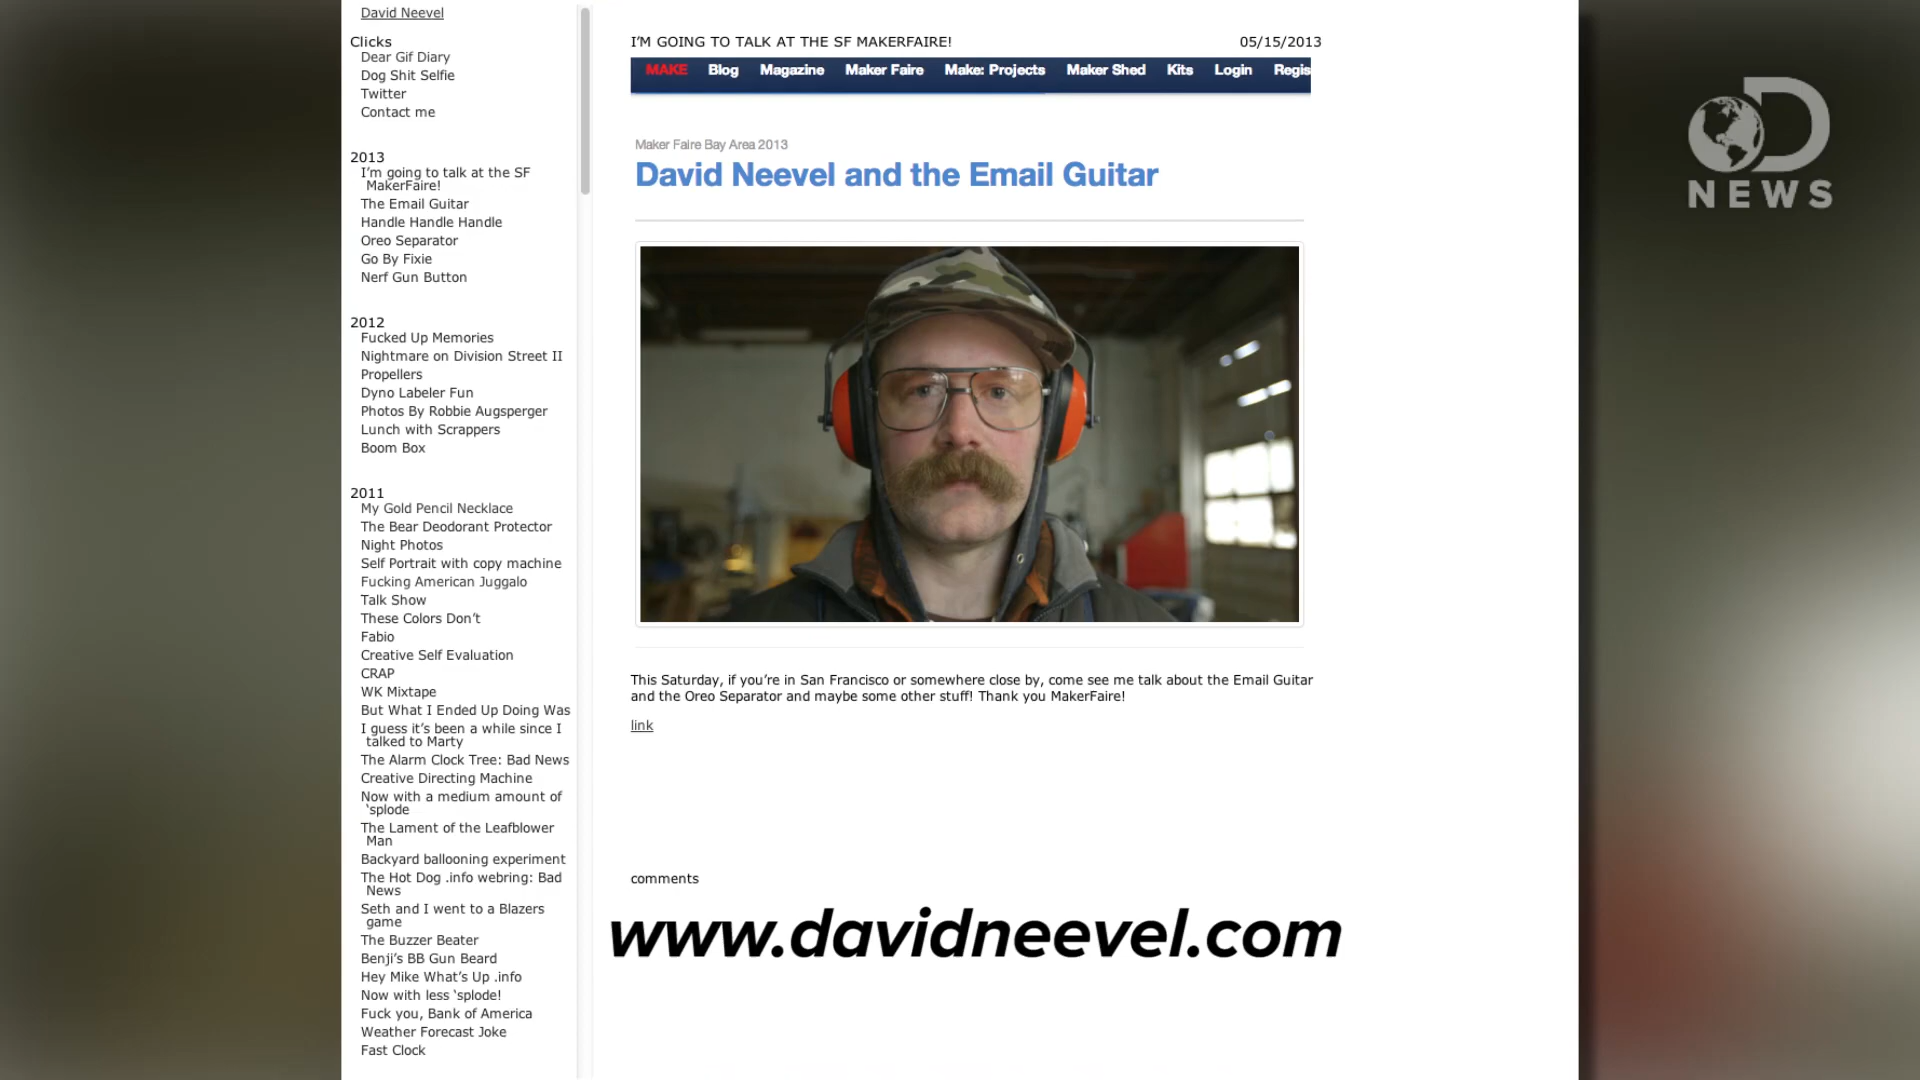 David Neevel
Clicks
Dear Gif Diary
Dog Shit Selfie
Twitter
Contact me
2013
I'm going to talk at the SF
MakerFaire!
The Email Guitar
Handle Handle Handle
Oreo Separator
Go By Fixie
Nerf Gun Button
2012
Fucked Up Memories
Nightmare on Division Street II
Propellers
Dyno Labeler Fun
Photos By Robbie Augsperger
Lunch with Scrappers
Boom Box
2011
My Gold Pencil Necklace
The Bear Deodorant Protector
Night Photos
Self Portrait with copy machine
Fucking American Juggalo
Talk Show
These Colors Don't
Fabio
Creative Self Evaluation
CRAP
WK Mixtape
But What I Ended Up Doing Was
I guess it's been a while since I
talked to Marty
The Alarm Clock Tree: Bad News
Creative Directing Machine
Now with a medium amount of
'splode
The Lament of the Leafblower
Man
Backyard ballooning experiment
The Hot Dog .info webring: Bad
News
Seth and I went to a Blazers
game
The Buzzer Beater
Benji's BB Gun Beard
Hey Mike What's Up .info
Now with less 'splode!
Fuck you, Bank of America
Weather Forecast Joke
Fast Clock
I'M GOING TO TALK AT THE SF MAKERFAIRE! 05/15/2013
MAKE Blog Magazine Maker Faire Make: Projects Maker Shed Kits Login Regis
Maker Faire Bay Area 2013
David Neevel and the Email Guitar
This Saturday, if you're in San Francisco or somewhere close by, come see me talk about the Email Guitar
and the Oreo Separator and maybe some other stuff! Thank you MakerFaire!
link
comments
www.davidneevel.com
D
NEWS